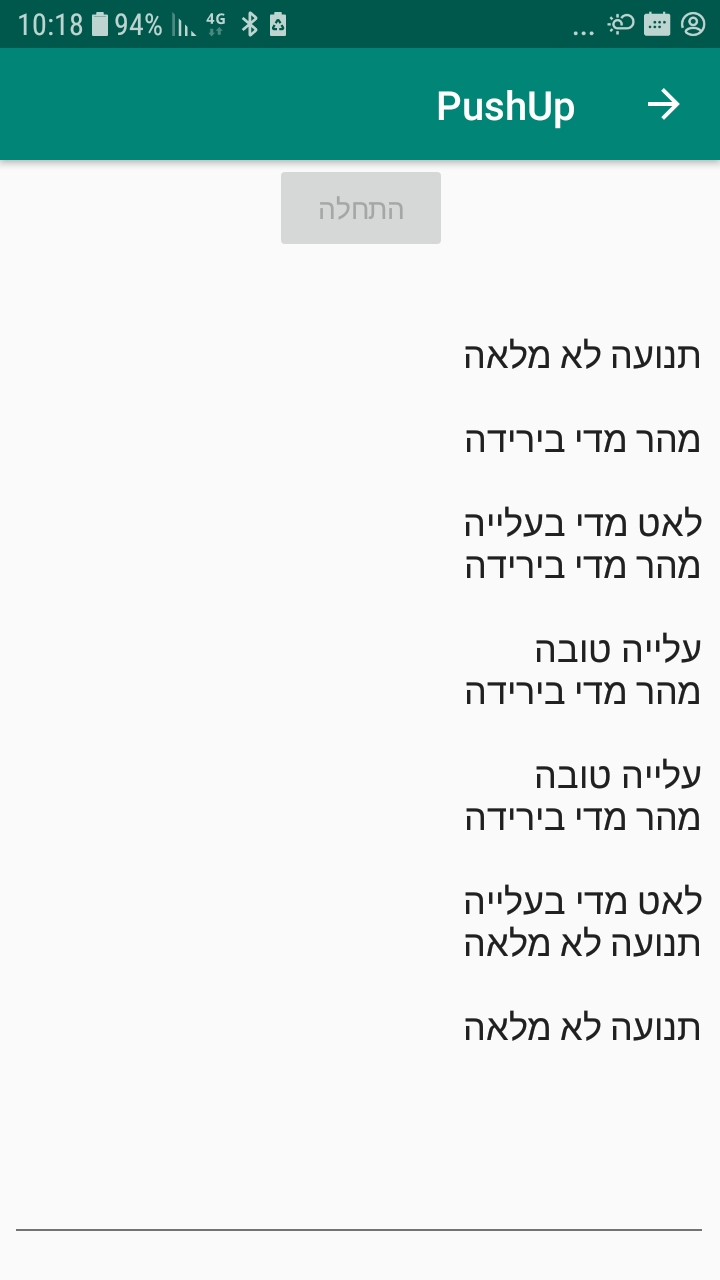 10:18 94% 4G ...
PushUp
התחלה
תנועה לא מלאה
מהר מדי בירידה
לאט מדי בעלייה
מהר מדי בירידה
עלייה טובה
מהר מדי בירידה
עלייה טובה
מהר מדי בירידה
לאט מדי בעלייה
תנועה לא מלאה
תנועה לא מלאה